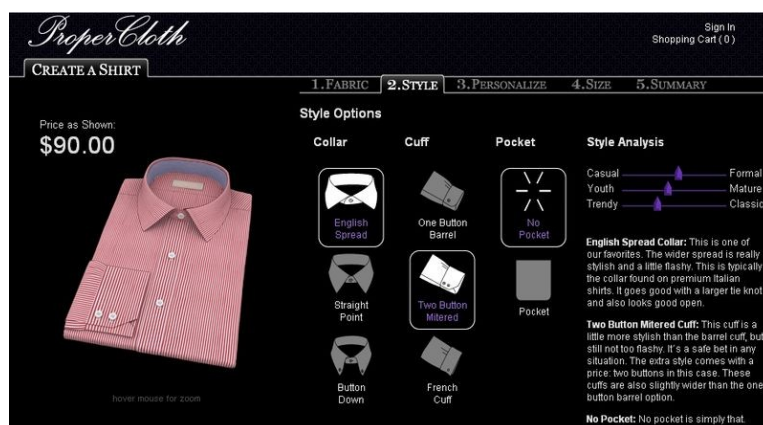 ProperCloth
Sign In
Shopping Cart ( 0 )
CREATE A SHIRT
1.FABRIC
2.STYLE
3.PERSONALIZE
4.SIZE
5.SUMMARY
Style Options
Price as Shown:
$90.00
Collar
Cuff
Pocket
Style Analysis
Casual
Formal
Youth
Mature
Trendy
Classic
English
Spread
One Button
Barrel
No
Pocket
Straight
Point
Two Button
Mitered
Pocket
Button
Down
French
Cuff
English Spread Collar: This is one of
our favorites. The wider spread is really
stylish and a little flashy. This is typically
the collar found on premium Italian
shirts. It goes good with a larger tie knot
and also looks good open.
Two Button Mitered Cuff: This cuff is a
little more stylish than the barrel cuff, but
still not too flashy. It's a safe bet in any
situation. The extra style comes with a
price: two buttons in this case. These
cuffs are also slightly wider than the one
button barrel option.
No Pocket: No pocket is simply that.
hover mouse for zoom